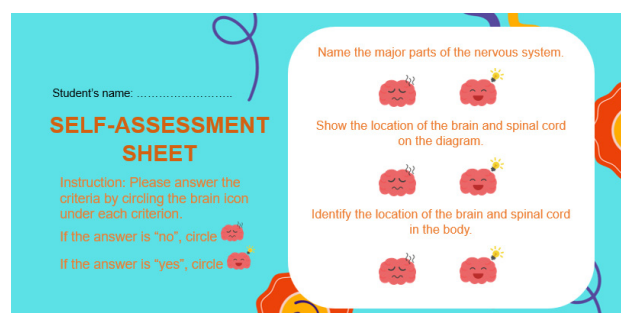 Student's name: ………………………
SELF-ASSESSMENT
SHEET
Instruction: Please answer the
criteria by circling the brain icon
under each criterion.
If the answer is "no", circle
If the answer is "yes", circle
Name the major parts of the nervous system.
Show the location of the brain and spinal cord
on the diagram.
Identify the location of the brain and spinal cord
in the body.